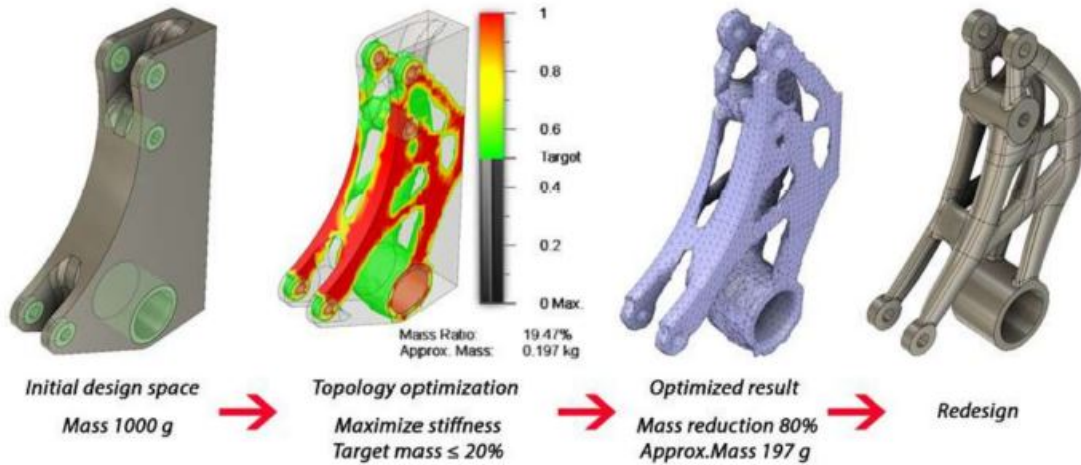 1
0.8
0.6
Target
0.4
0.2
0 Max.
Mass Ratio: 19.47%
Approx. Mass: 0.197 kg
Initial design space
Mass 1000 g
Topology optimization
Maximize stiffness
Target mass ≤ 20%
Optimized result
Mass reduction 80%
Approx.Mass 197 g
Redesign